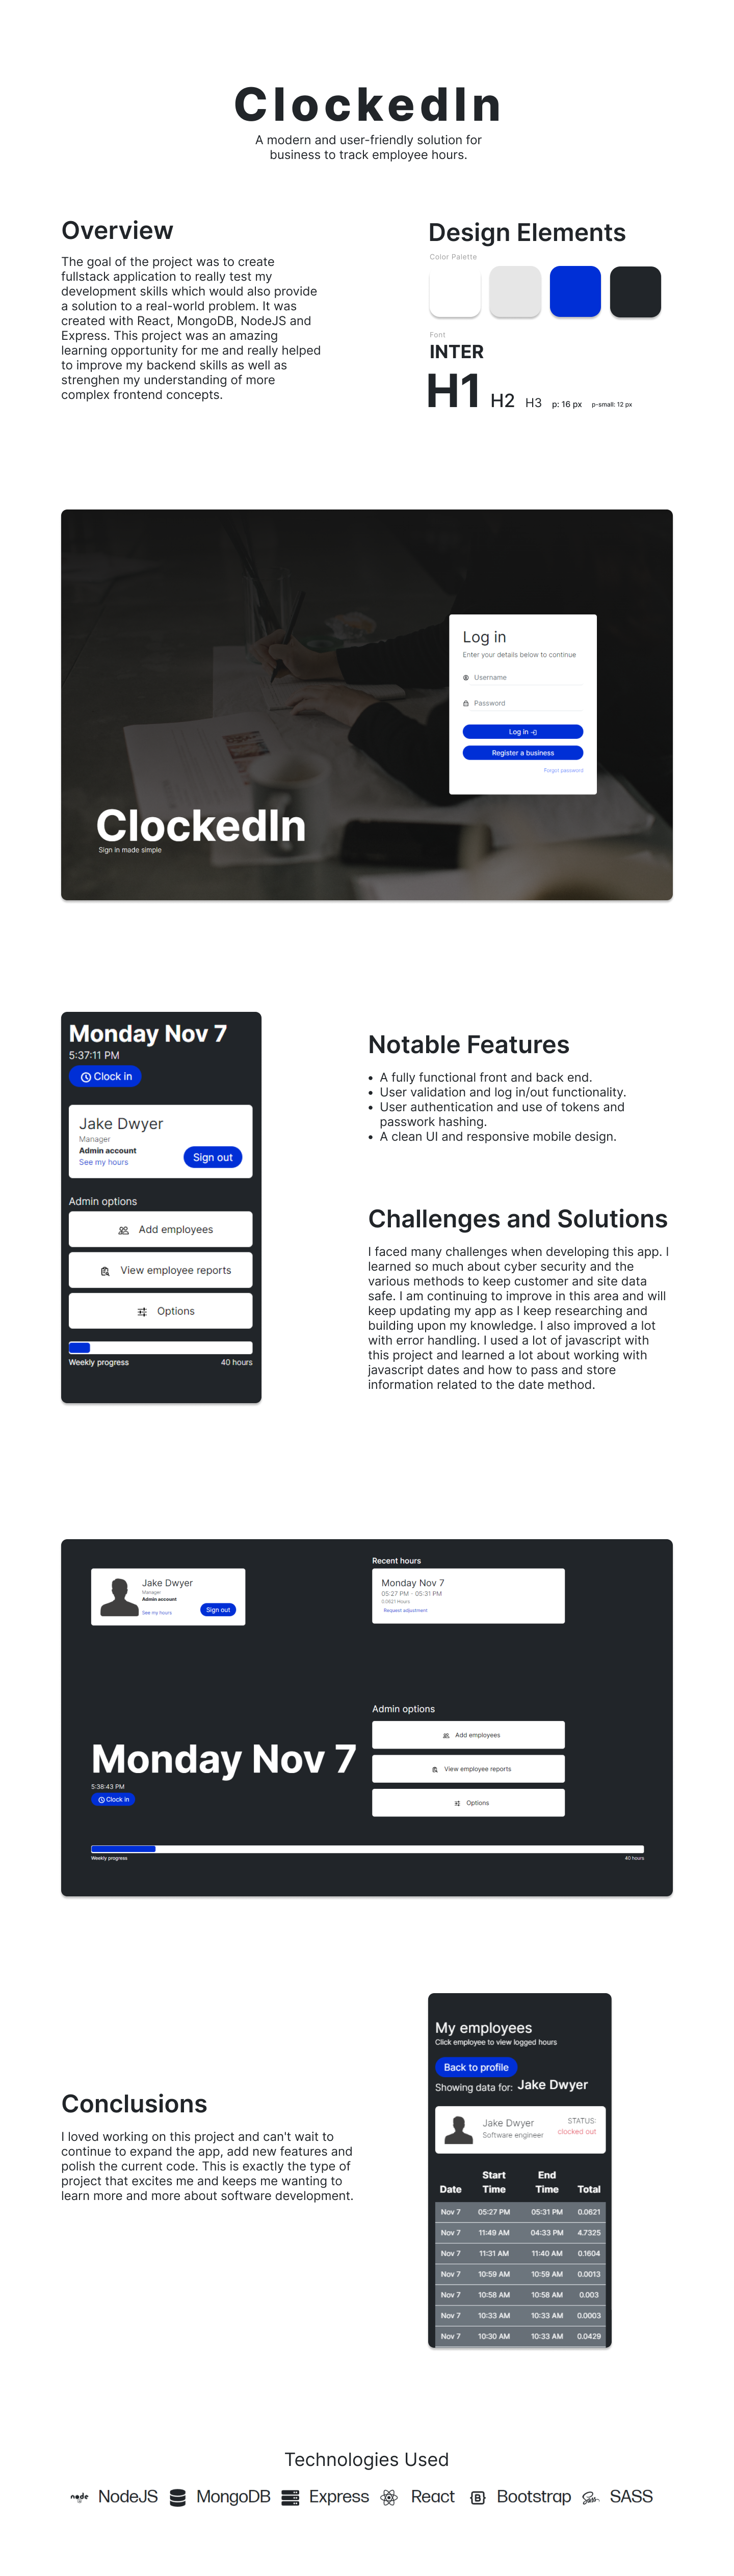 ClockedIn
A modern and user-friendly solution for
business to track employee hours.
Overview
The goal of the project was to create
fullstack application to really test my
development skills which would also provide
a solution to a real-world problem. It was
created with React, MongoDB, NodeJS and
Express. This project was an amazing
learning opportunity for me and really helped
to improve my backend skills as well as
strenghen my understanding of more
complex frontend concepts.
Design Elements
Color Palette
Font
INTER
H1 H2 H3 p: 16 px p-small: 12 px
Log in
Enter your details below to continue
Username
Password
Log in
Register a business
Forgot password
ClockedIn
Sign in made simple
Monday Nov 7
5:37:11 PM
Clock in
Jake Dwyer
Manager
Admin account
See my hours
Sign out
Admin options
Add employees
View employee reports
Options
Weekly progress 40 hours
Notable Features
• A fully functional front and back end.
• User validation and log in/out functionality.
• User authentication and use of tokens and
passwork hashing.
• A clean UI and responsive mobile design.
Challenges and Solutions
I faced many challenges when developing this app. I
learned so much about cyber security and the
various methods to keep customer and site data
safe. I am continuing to improve in this area and will
keep updating my app as I keep researching and
building upon my knowledge. I also improved a lot
with error handling. I used a lot of javascript with
this project and learned a lot about working with
javascript dates and how to pass and store
information related to the date method.
Jake Dwyer
Manager
Admin account
See my hours
Sign out
Recent hours
Monday Nov 7
05:27 PM - 05:31 PM
0.0621 Hours
Request adjustment
Monday Nov 7
5:38:43 PM
Clock in
Admin options
Add employees
View employee reports
Options
Weekly progress 40 hours
Conclusions
I loved working on this project and can't wait to
continue to expand the app, add new features and
polish the current code. This is exactly the type of
project that excites me and keeps me wanting to
learn more and more about software development.
My employees
Click employee to view logged hours
Back to profile
Showing data for: Jake Dwyer
Jake Dwyer
Software engineer
STATUS:
clocked out
Date Start Time End Time Total
Nov 7 05:27 PM 05:31 PM 0.0621
Nov 7 11:49 AM 04:33 PM 4.7325
Nov 7 11:31 AM 11:40 AM 0.1604
Nov 7 10:59 AM 10:59 AM 0.0013
Nov 7 10:58 AM 10:58 AM 0.003
Nov 7 10:33 AM 10:33 AM 0.0003
Nov 7 10:30 AM 10:33 AM 0.0429
Technologies Used
node NodeJS MongoDB Express React B Bootstrap Sass SASS